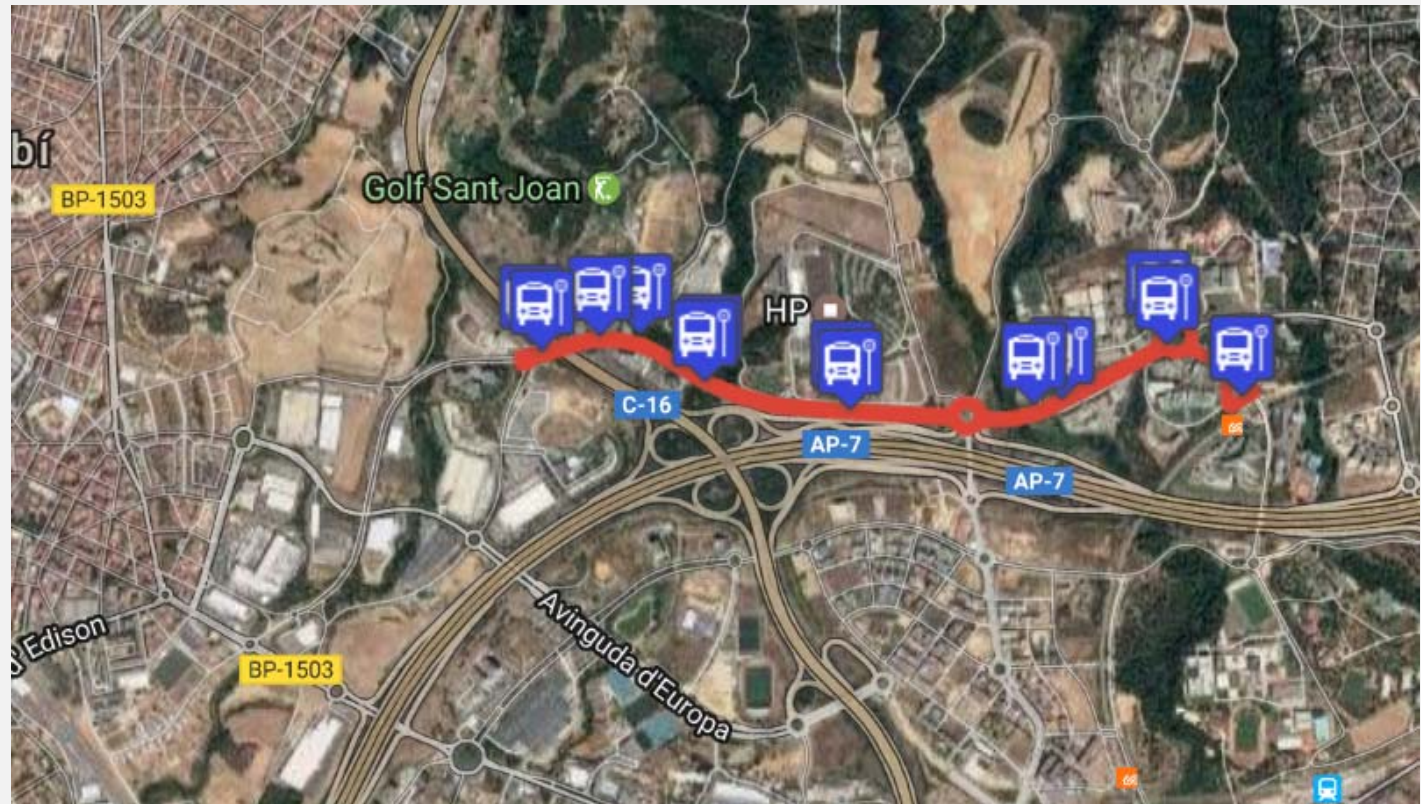 bí
BP-1503
Golf Sant Joan
HP
C-16
AP-7
AP-7
Avinguda d'Europa
d'Edison
BP-1503